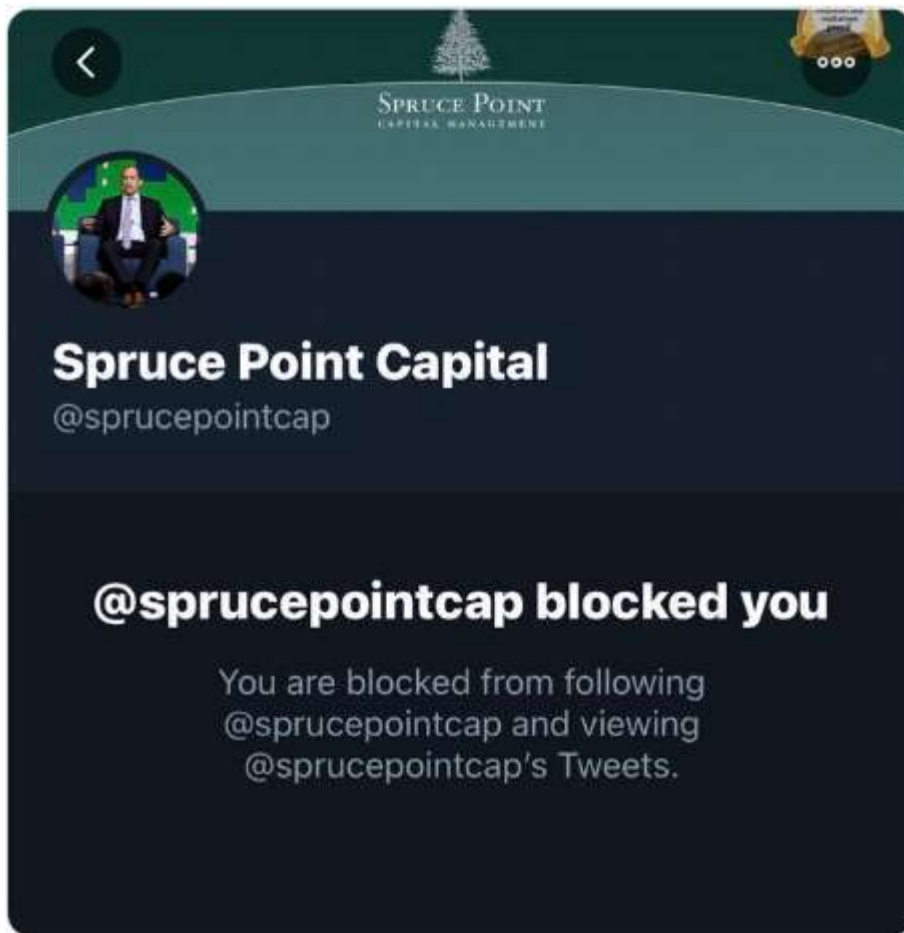 SPRUCE POINT
CAPITAL MANAGEMENT
Spruce Point Capital
@sprucepointcap
@sprucepointcap blocked you
You are blocked from following
@sprucepointcap and viewing
@sprucepointcap's Tweets.